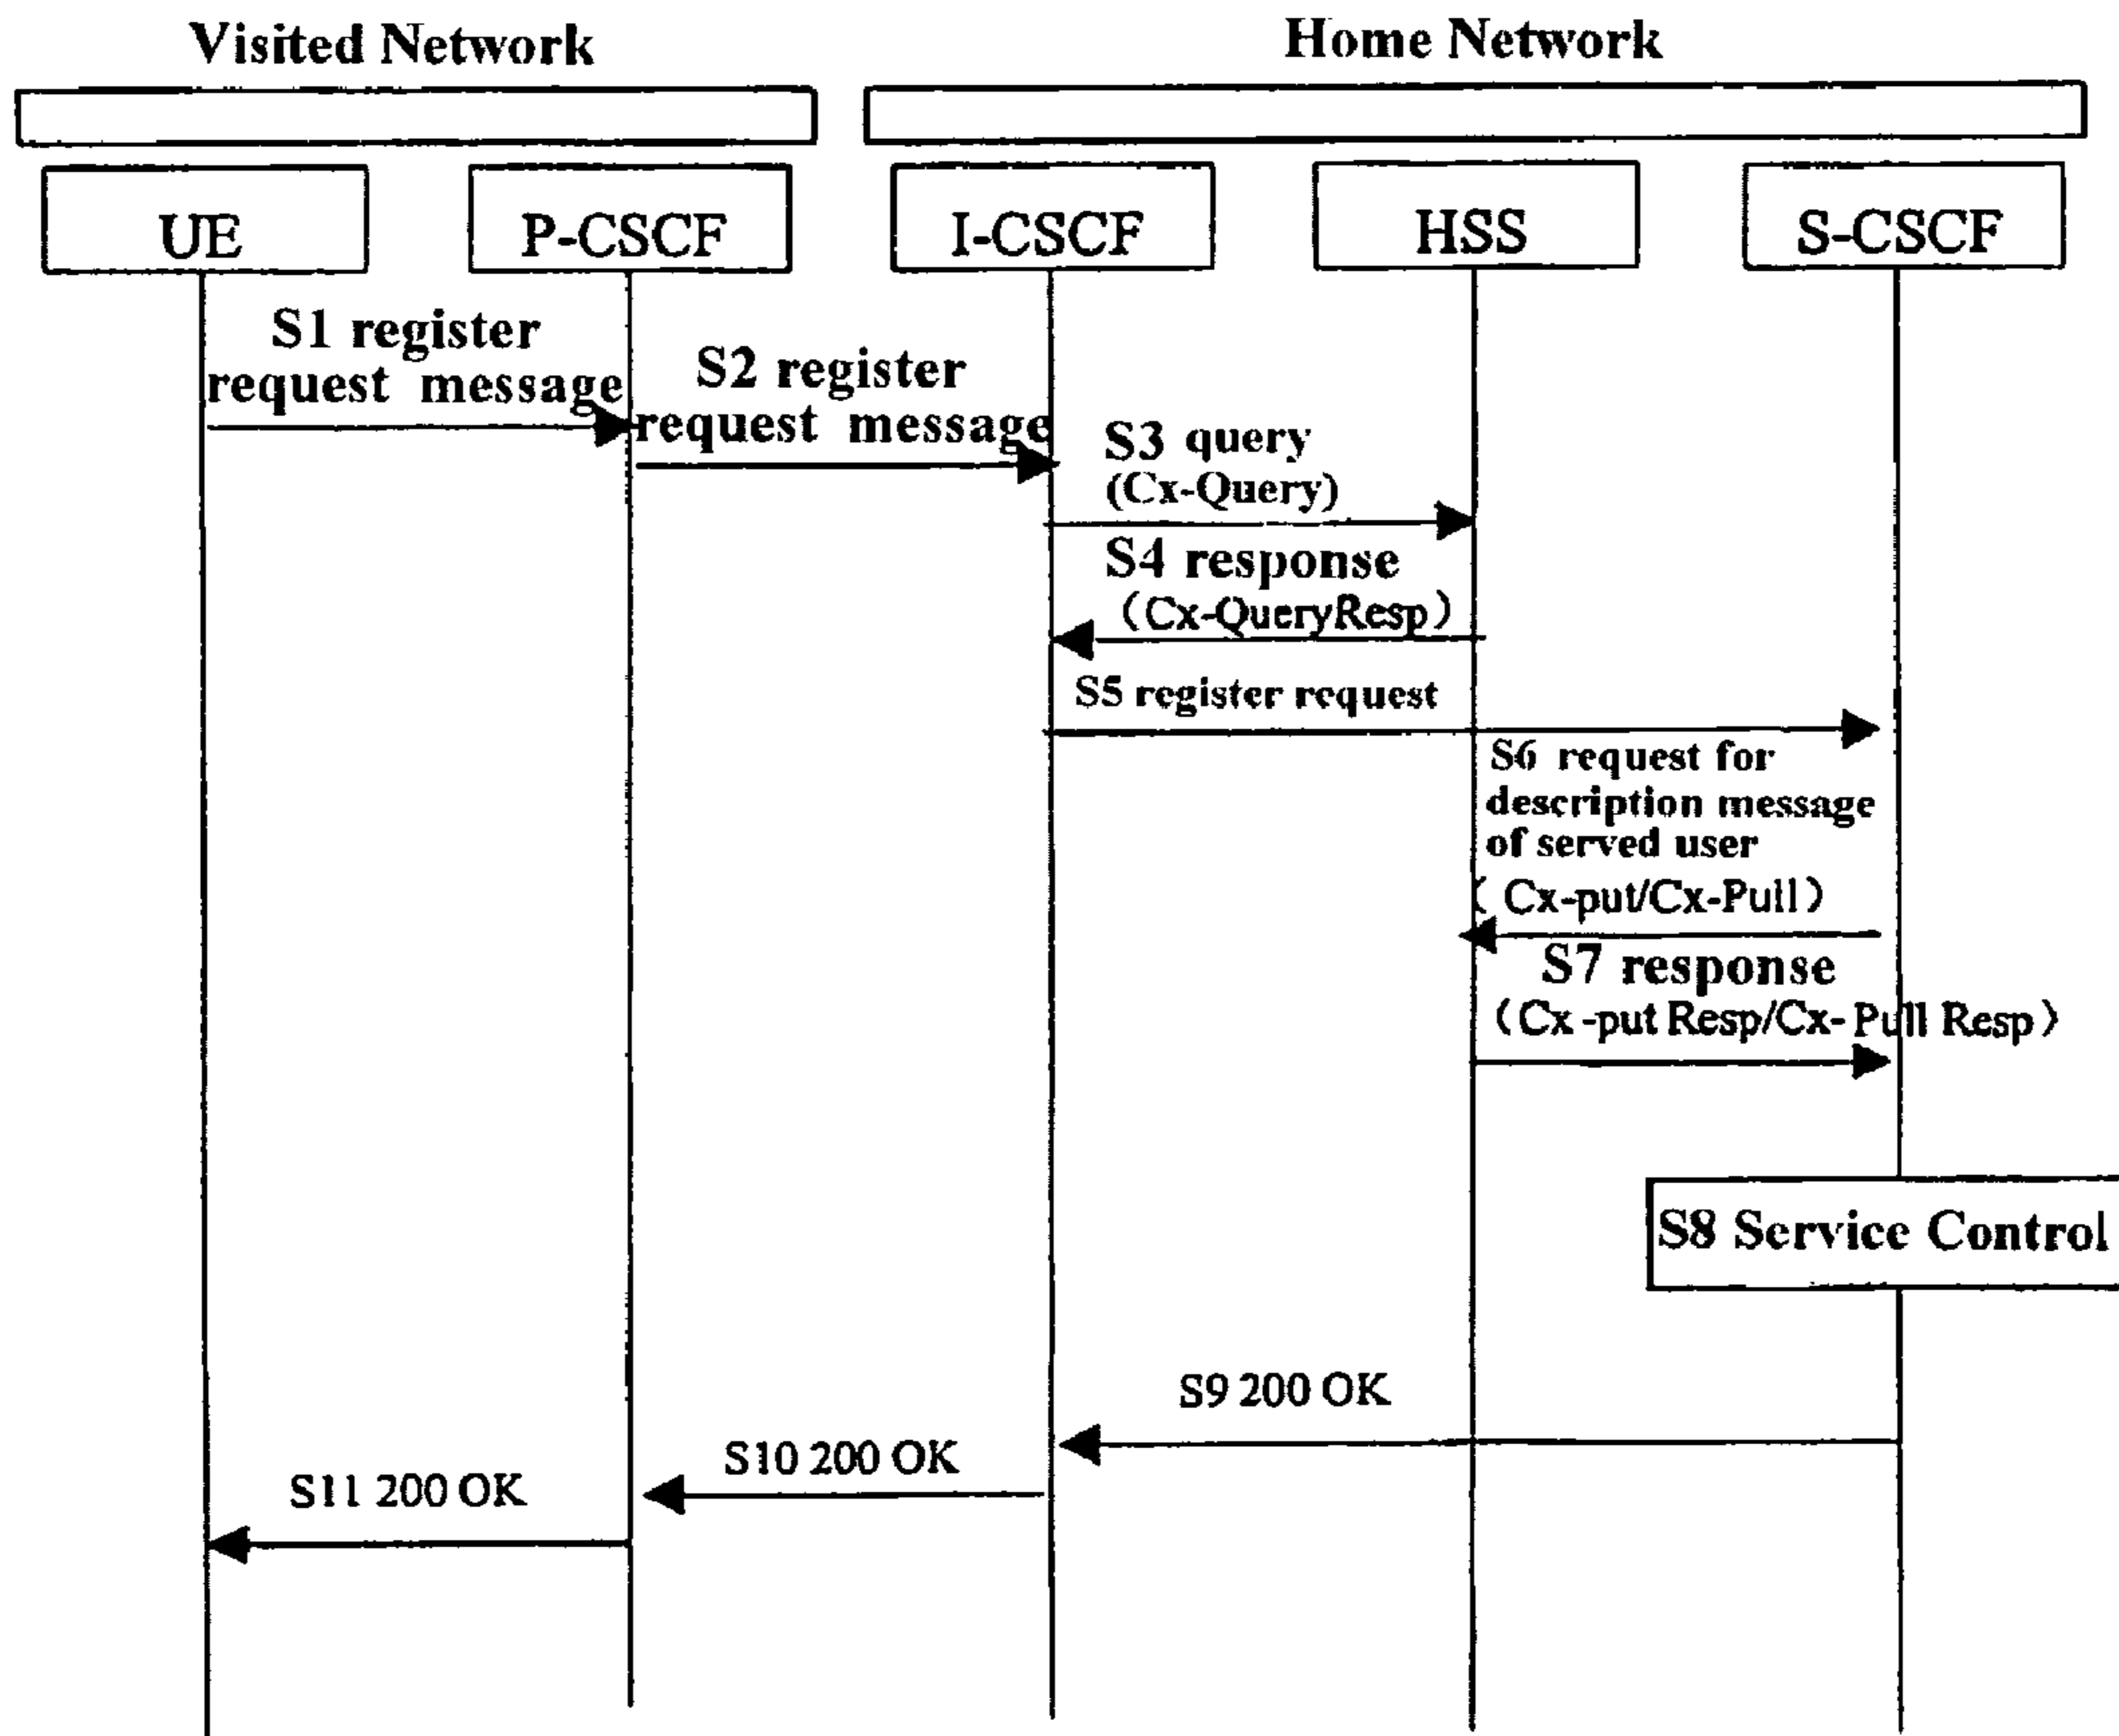 Visited Network
Home Network
UE
P-CSCF
I-CSCF
HSS
S-CSCF
S1 register
request message
S2 register
request message
S3 query
(Cx-Query)
S4 response
(Cx-QueryResp)
S5 register request
S6 request for
description message
of served user
( Cx-put/Cx-Pull)
S7 response
(Cx-put Resp/Cx- Pull Resp)
S8 Service Control
S9 200 OK
S10 200 OK
S11 200 OK